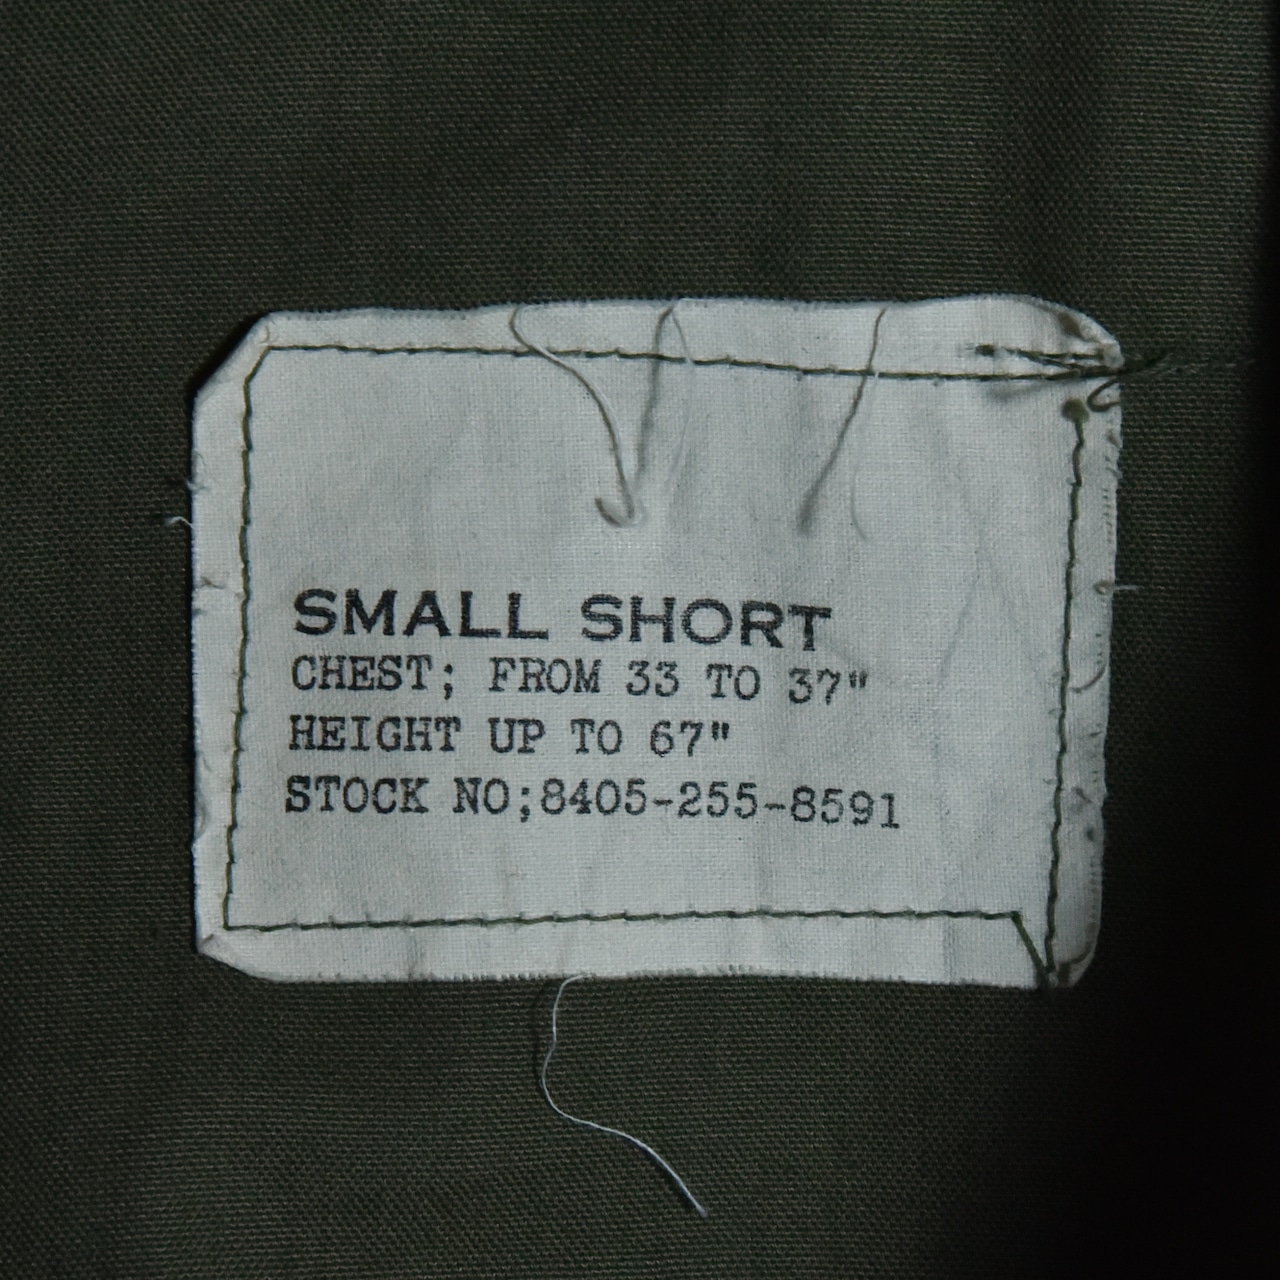 SMALL SHORT
CHEST; FROM 33 TO 37"
HEIGHT UP TO 67"
STOCK NO;8405-255-8591